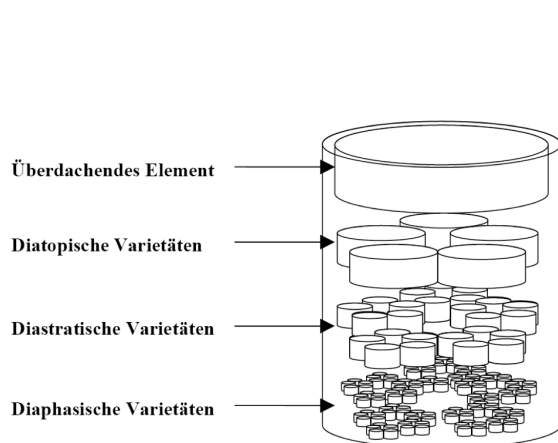 Überdachendes Element
Diatopische Varietäten
Diastratische Varietäten
Diaphasische Varietäten